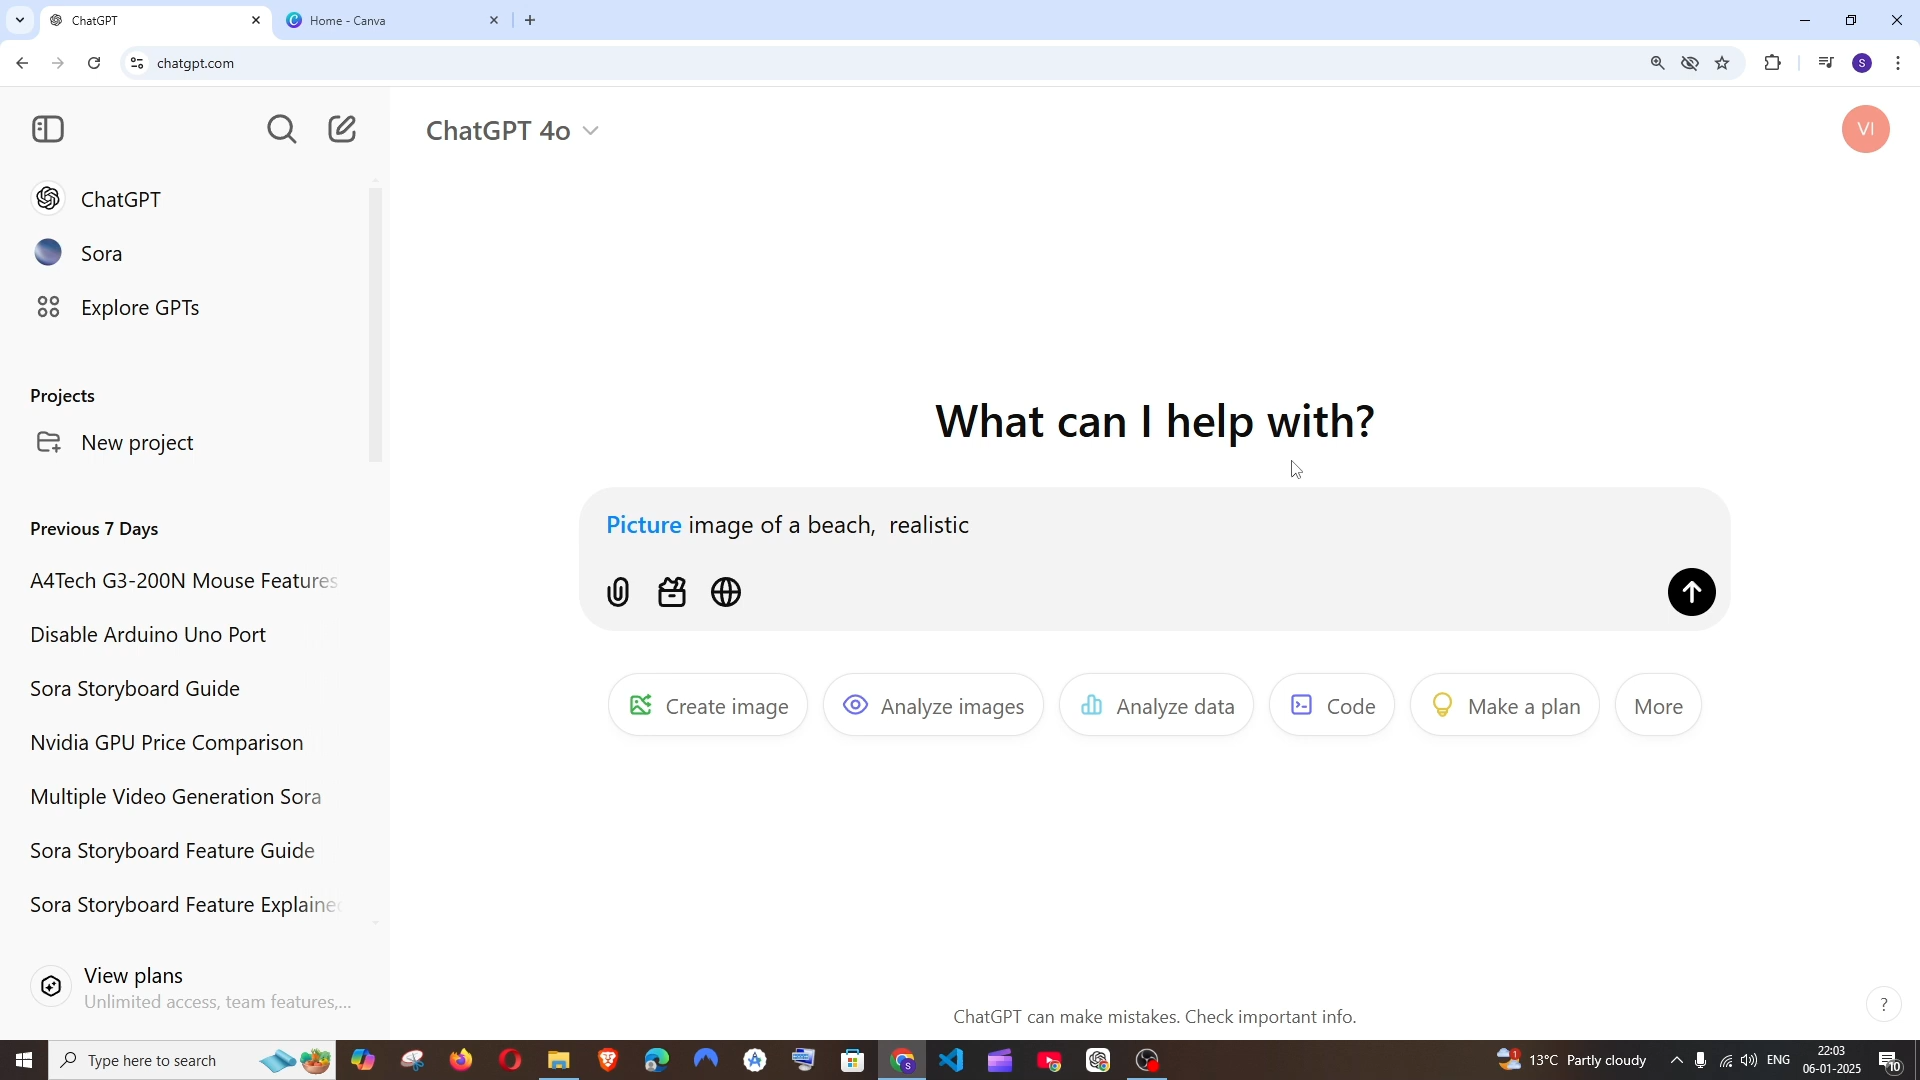 ChatGPT
Home - Canva
chatgpt.com
S
ChatGPT 4o
VI
ChatGPT
Sora
Explore GPTs
Projects
New project
Previous 7 Days
A4Tech G3-200N Mouse Features
Disable Arduino Uno Port
Sora Storyboard Guide
Nvidia GPU Price Comparison
Multiple Video Generation Sora
Sora Storyboard Feature Guide
Sora Storyboard Feature Explained
View plans
Unlimited access, team features,...
What can I help with?
Picture image of a beach,  realistic
Create image
Analyze images
Analyze data
Code
Make a plan
More
ChatGPT can make mistakes. Check important info.
?
Type here to search
1
13°C Partly cloudy
ENG
22:03
06-01-2025
10